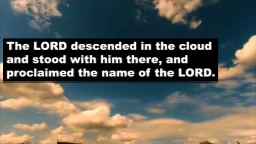 The LORD descended in the cloud
and stood with him there, and
proclaimed the name of the LORD.